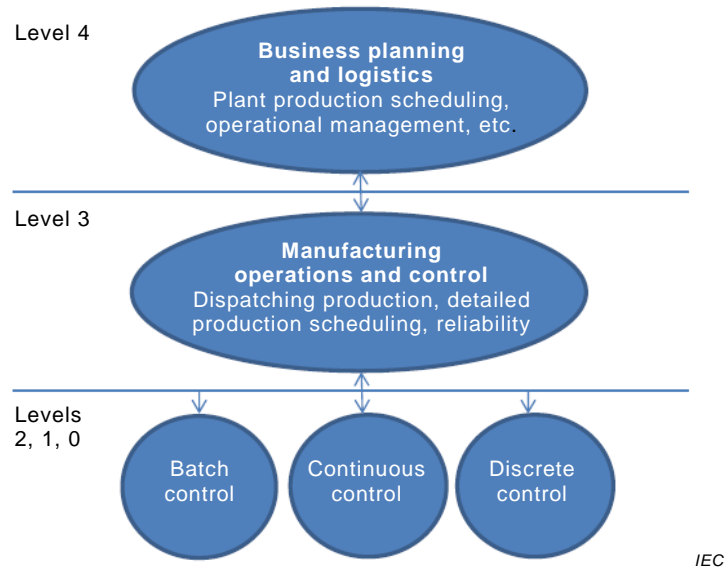 Level 4
Business planning
and logistics
Plant production scheduling,
operational management, etc.
Level 3
Manufacturing
operations and control
Dispatching production, detailed
production scheduling, reliability
Levels
2, 1, 0
Batch
control
Continuous
control
Discrete
control
IEC